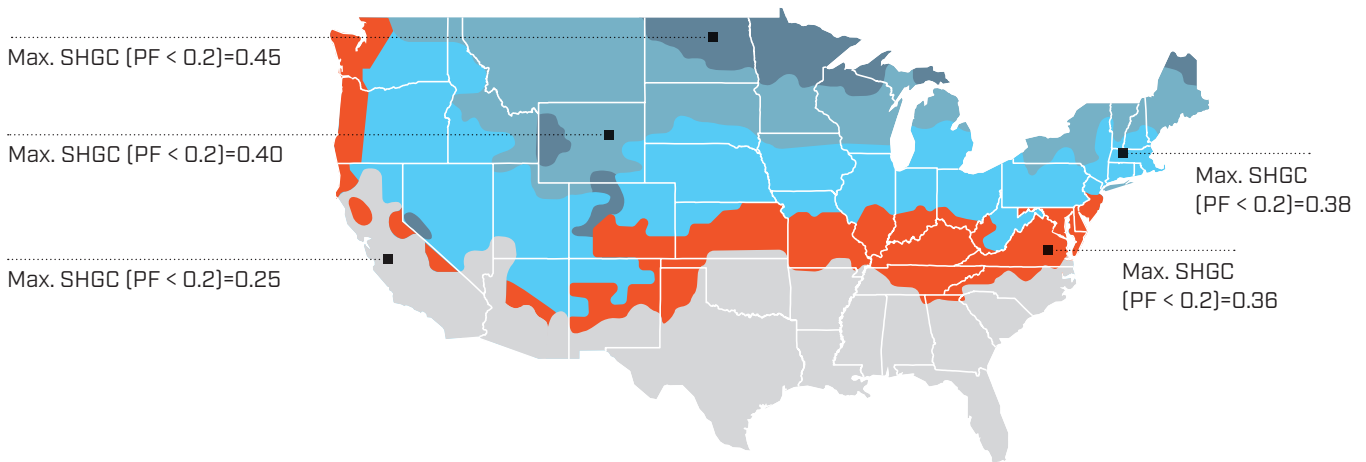 Max. SHGC (PF < 0.2)=0.45
Max. SHGC (PF < 0.2)=0.40
Max. SHGC (PF < 0.2)=0.25
Max. SHGC
(PF < 0.2)=0.38
Max. SHGC
(PF < 0.2)=0.36